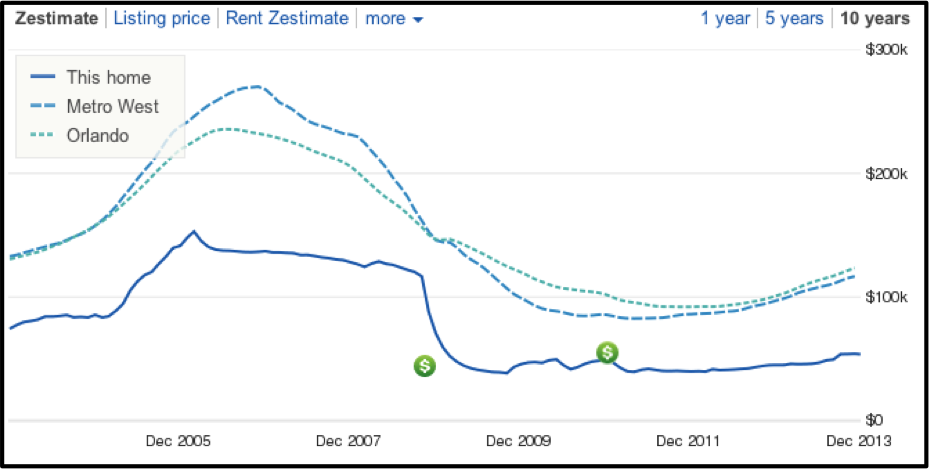 Zestimate Listing price Rent Zestimate more 1 year 5 years 10 years
$300k
This home
Metro West
Orlando
$200k
$100k
$
$
$0
Dec 2005 Dec 2007 Dec 2009 Dec 2011 Dec 2013